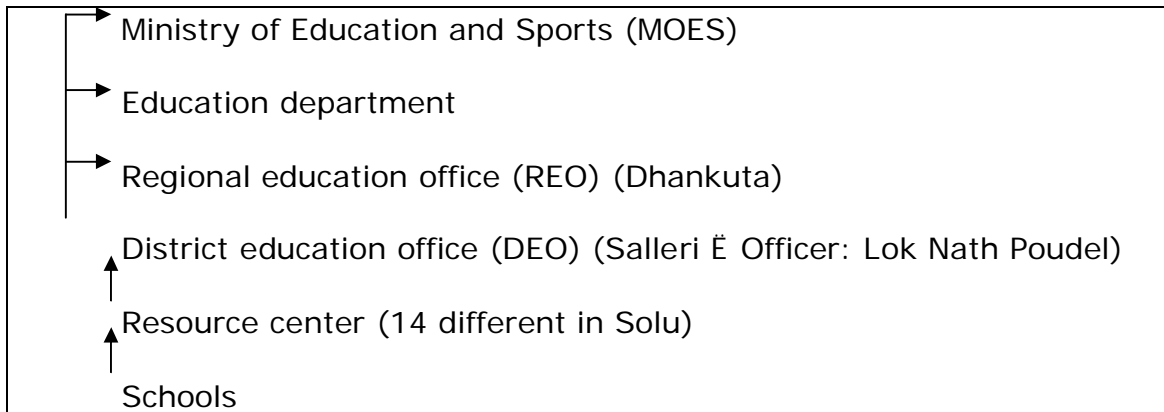 Ministry of Education and Sports (MOES)
Education department
Regional education office (REO) (Dhankuta)
District education office (DEO) (Salleri Ë Officer: Lok Nath Poudel)
Resource center (14 different in Solu)
Schools